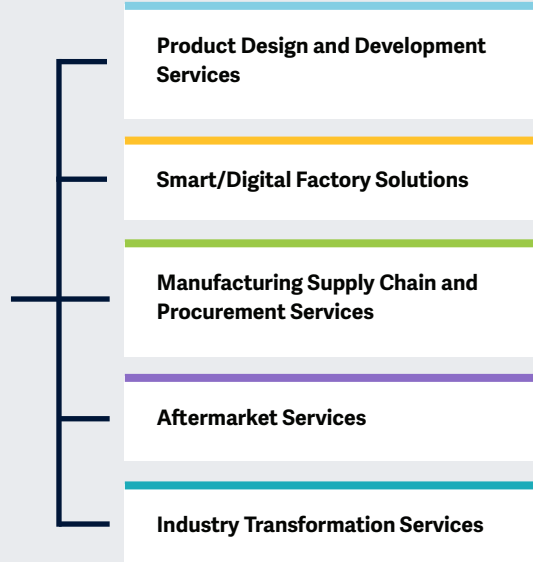 Product Design and Development
Services
Smart/Digital Factory Solutions
Manufacturing Supply Chain and
Procurement Services
Aftermarket Services
Industry Transformation Services